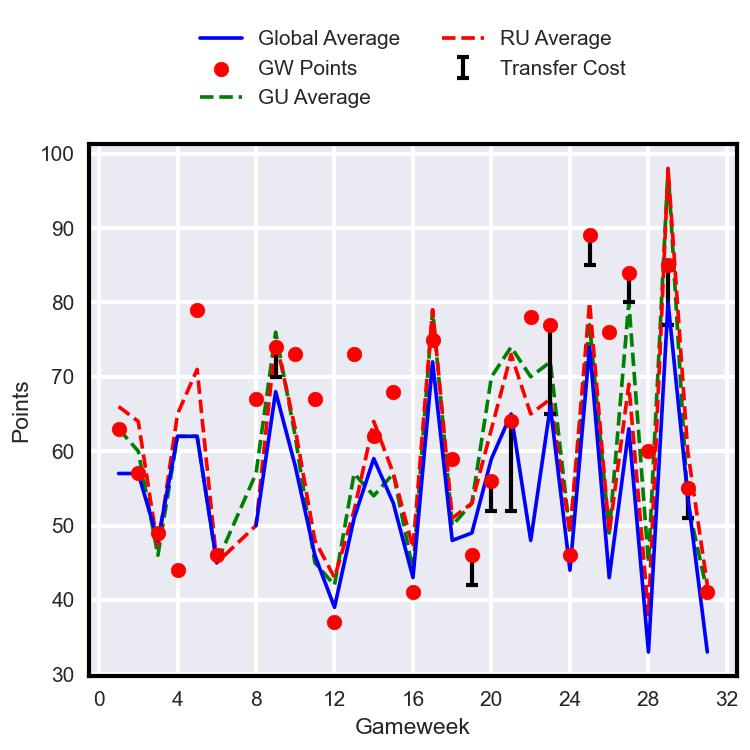 Global Average
RU Average
GW Points
Transfer Cost
GU Average
100
90
80
70
60
50
40
30
Points
0 4 8 12 16 20 24 28 32
Gameweek